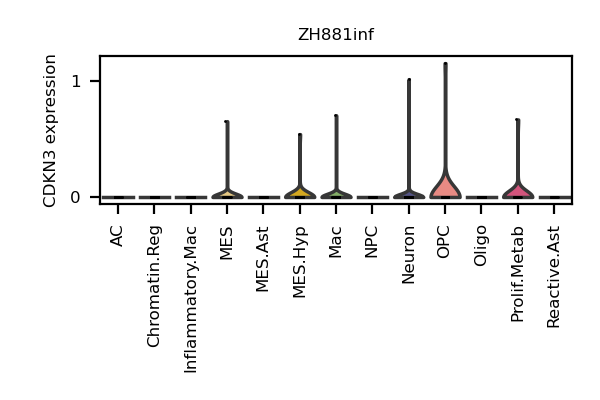 ZH881inf
CDKN3 expression
1
0
AC
Chromatin.Reg
Inflammatory.Mac
MES
MES.Ast
MES.Hyp
Mac
NPC
Neuron
OPC
Oligo
Prolif.Metab
Reactive.Ast